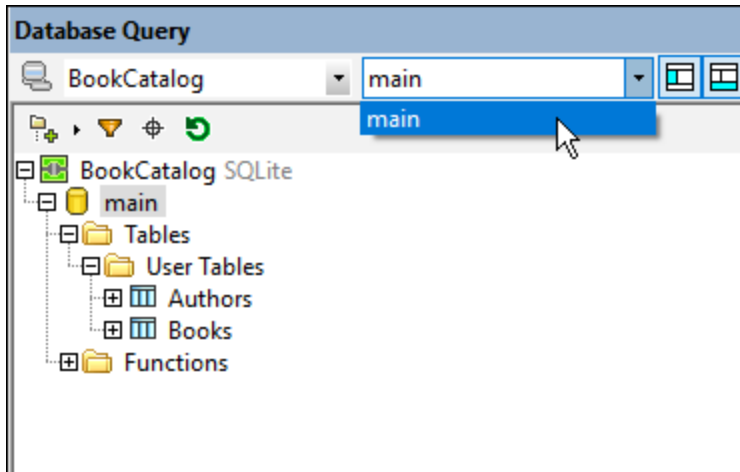 Database Query
BookCatalog main
main
BookCatalog SQLite
main
Tables
User Tables
Authors
Books
Functions